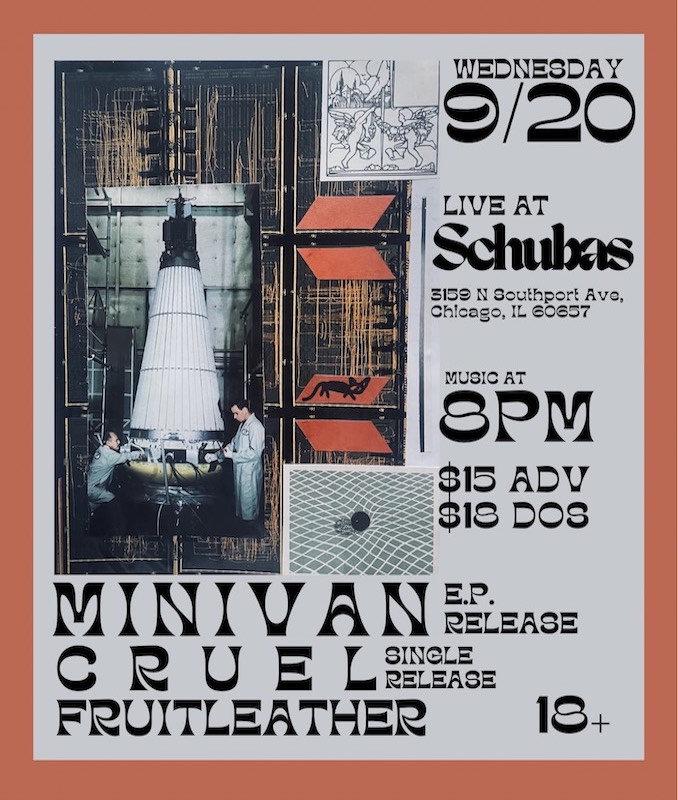 WEDNESDAY
9/20
LIVE AT
Schubas
3159 N Southport Ave,
Chicago, IL 60657
MUSIC AT
8PM
$15 ADV
$18 DOS
MINIVAN E.P. RELEASE
CRUEL SINGLE RELEASE
FRUITLEATHER
18+